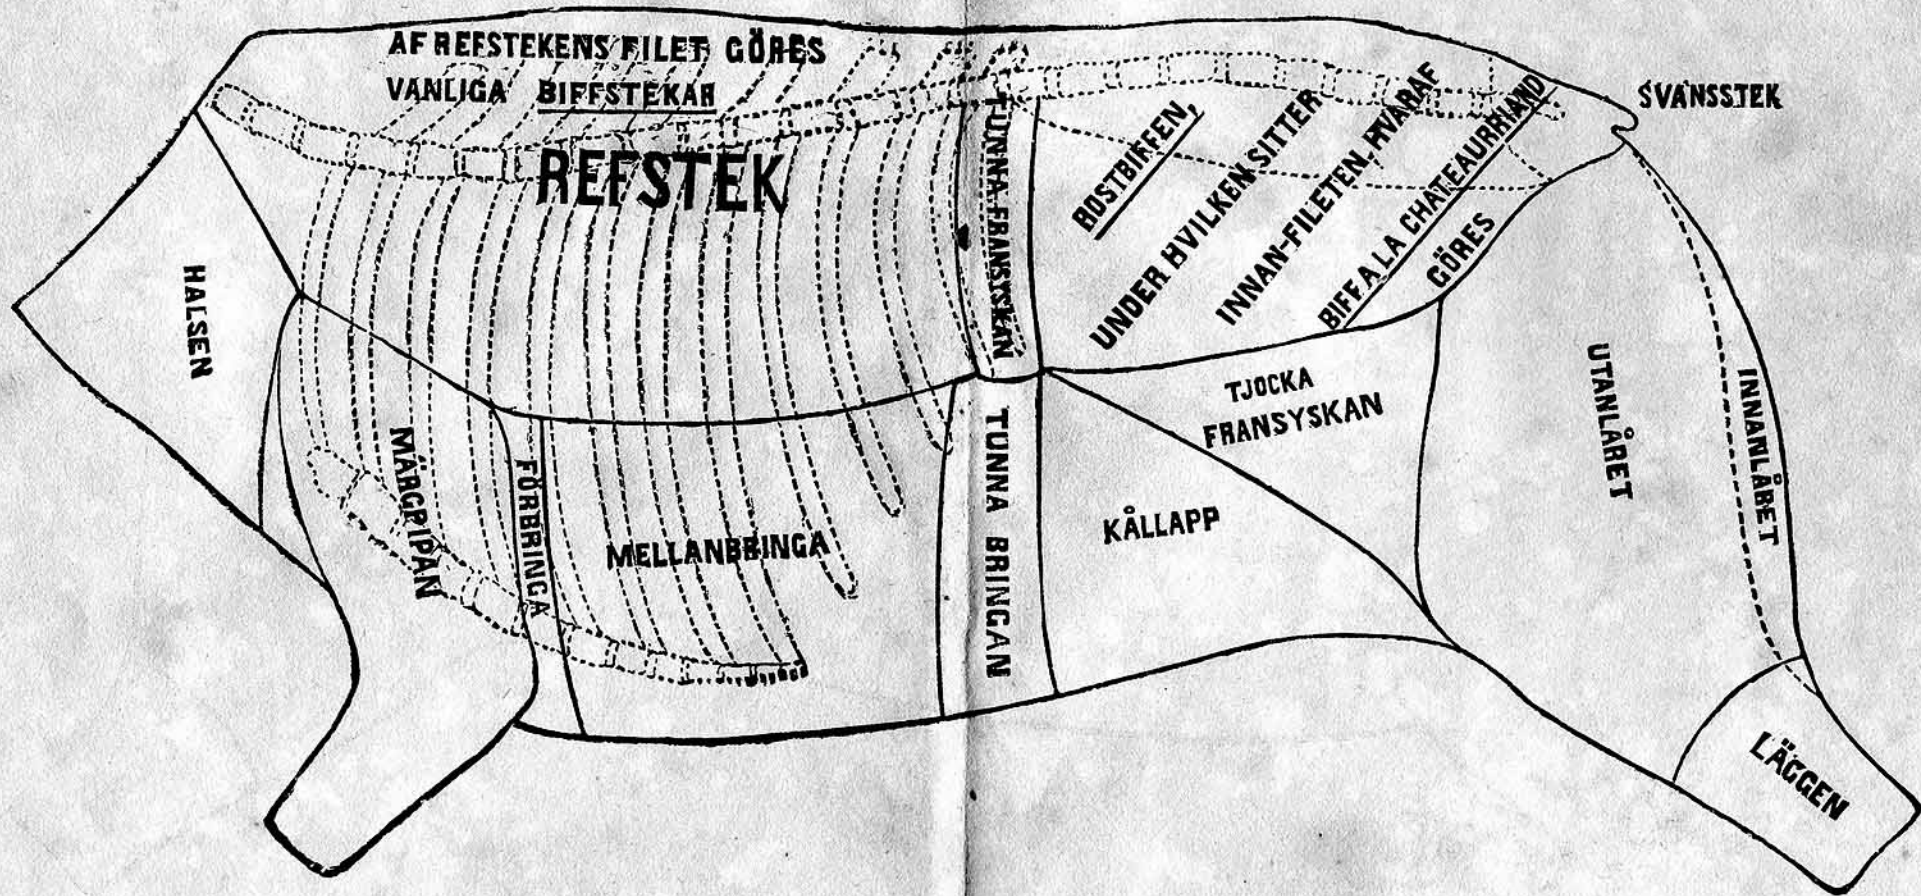 AF REFSTEKENS FILET GÖRES
VANLIGA BIFFSTEKAR
REFSTEK
HALSEN
MÄRGPIPAN
FÖRBRINGA
MELLANBRINGA
TUNNA FRANSYSKAN
TUNNA BRINGAN
ROSTBIFFEN,
UNDER HVILKEN SITTER
INNAN-FILETEN, HVARAF
BIFF A LA CHATEAURRIAND
GÖRES
SVANSSTEK
TJOCKA
FRANSYSKAN
KÅLLAPP
UTANLÅRET
INNANLÅRET
LÄGGEN